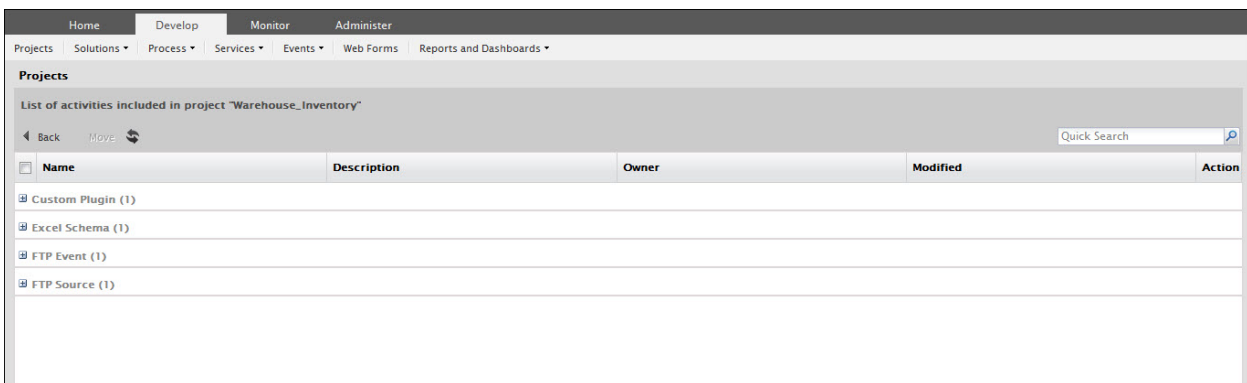 Home Develop Monitor Administer
Projects Solutions Process Services Events Web Forms Reports and Dashboards
Projects
List of activities included in project "Warehouse_Inventory"
Back Move Quick Search
Name Description Owner Modified Action
Custom Plugin (1)
Excel Schema (1)
FTP Event (1)
FTP Source (1)